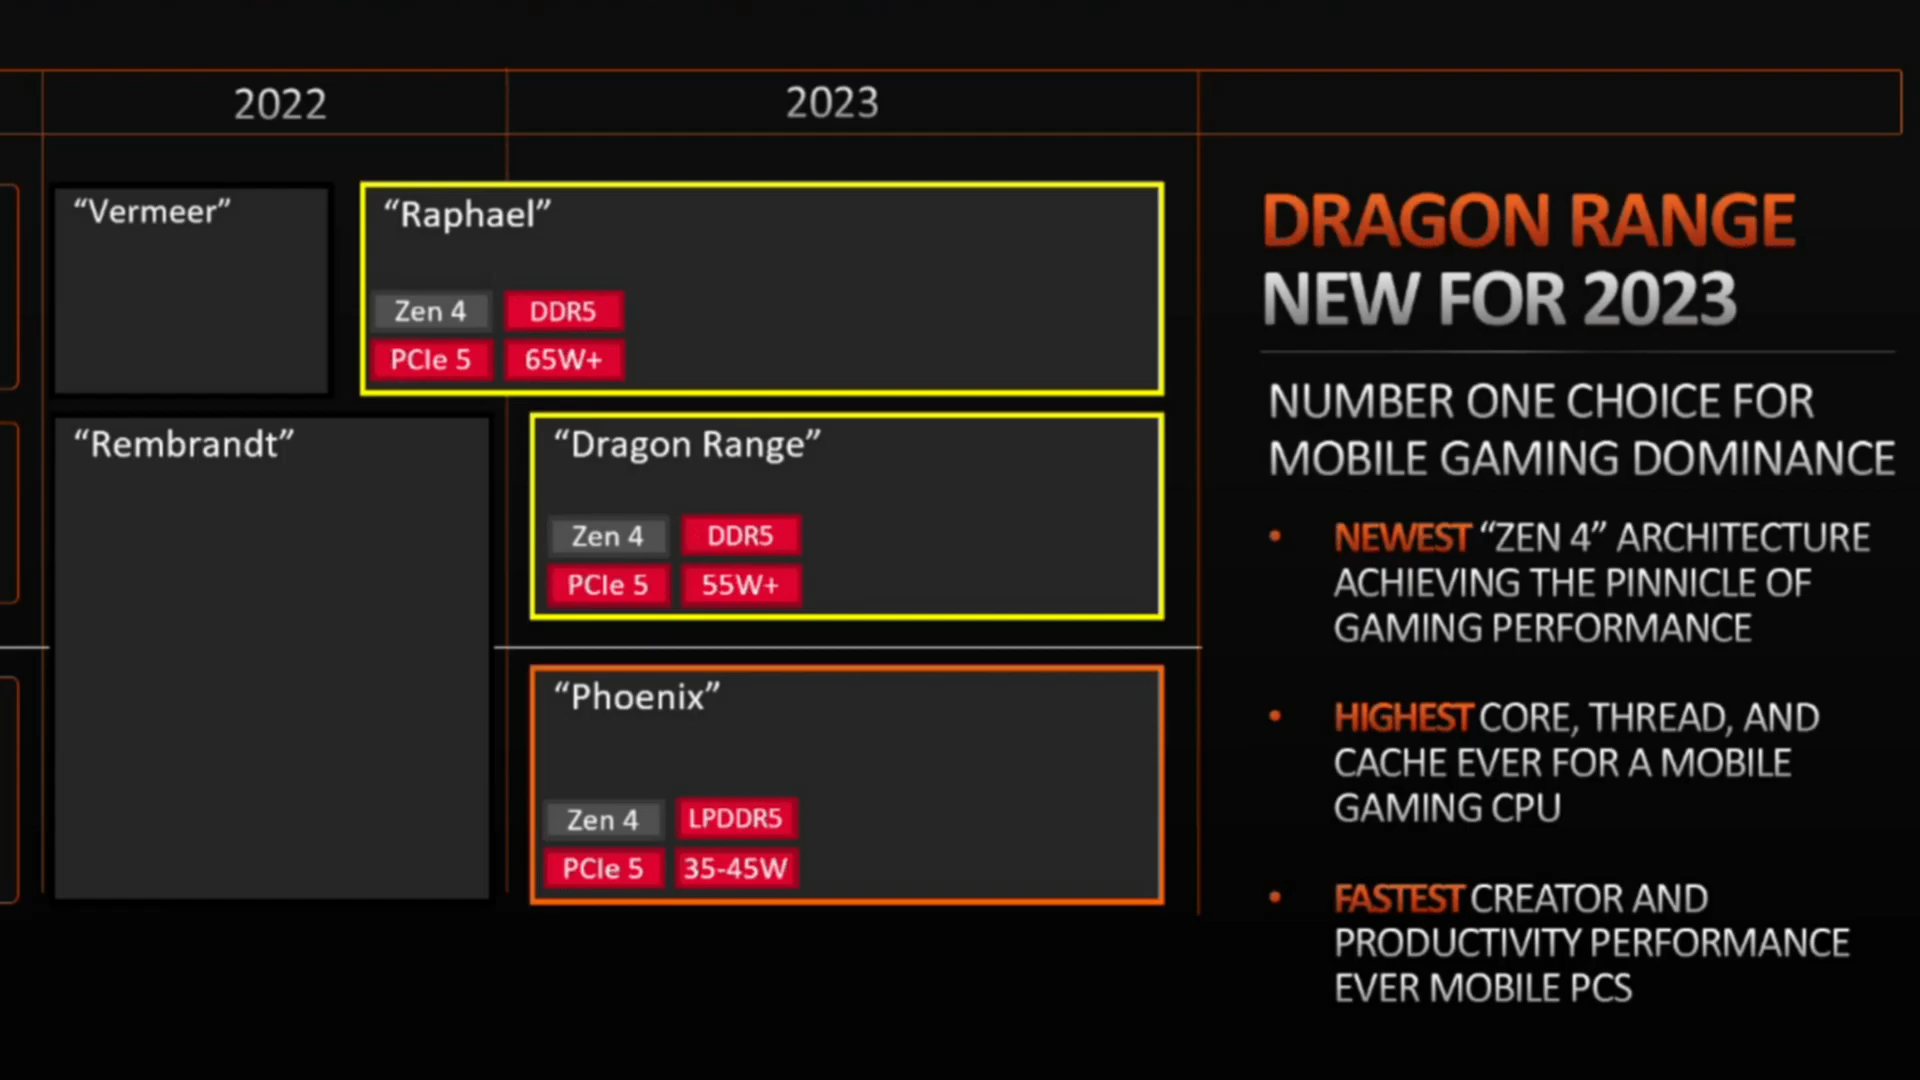 2022
2023
“Vermeer”
“Raphael”
Zen 4
DDR5
PCIe 5
65W+
“Rembrandt”
“Dragon Range”
Zen 4
DDR5
PCIe 5
55W+
“Phoenix”
Zen 4
LPDDR5
PCIe 5
35-45W
DRAGON RANGE
NEW FOR 2023
NUMBER ONE CHOICE FOR
MOBILE GAMING DOMINANCE
• NEWEST “ZEN 4” ARCHITECTURE
ACHIEVING THE PINNICLE OF
GAMING PERFORMANCE
• HIGHEST CORE, THREAD, AND
CACHE EVER FOR A MOBILE
GAMING CPU
• FASTEST CREATOR AND
PRODUCTIVITY PERFORMANCE
EVER MOBILE PCS